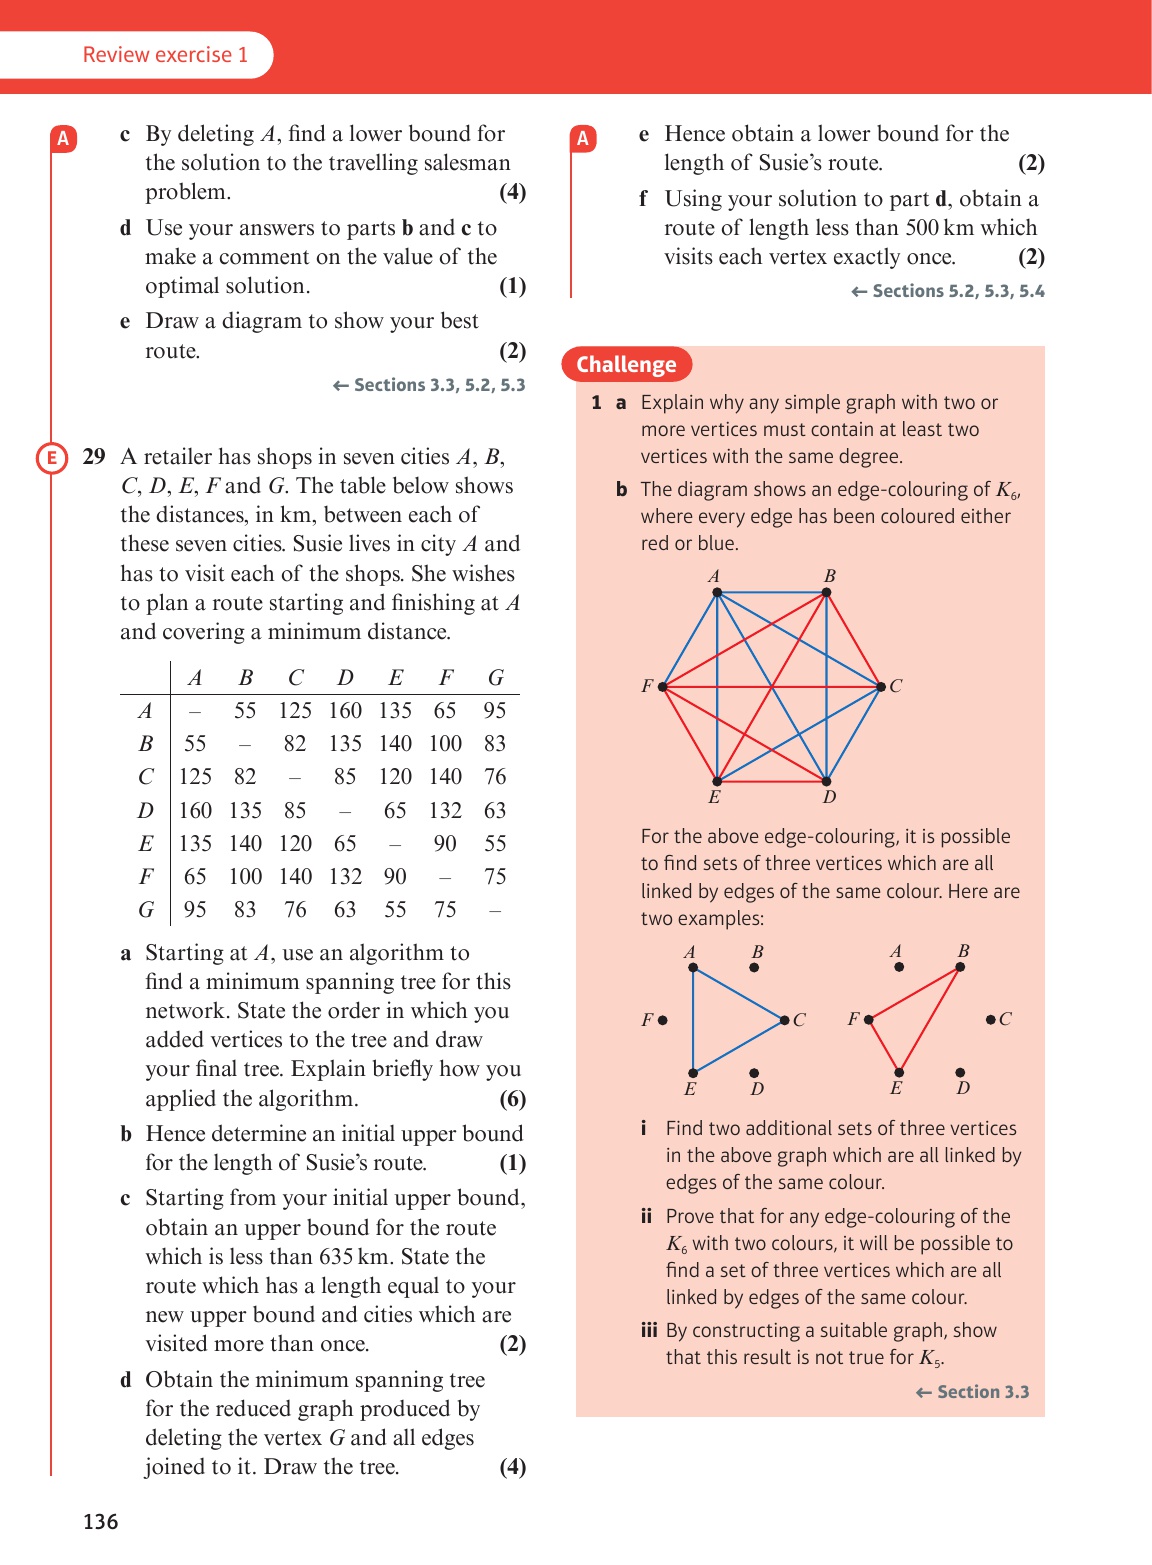 Review exercise 1
A
c By deleting A, find a lower bound for
the solution to the travelling salesman
problem. (4)
d Use your answers to parts b and c to
make a comment on the value of the
optimal solution. (1)
e Draw a diagram to show your best
route. (2)
← Sections 3.3, 5.2, 5.3
E 29 A retailer has shops in seven cities A, B,
C, D, E, F and G. The table below shows
the distances, in km, between each of
these seven cities. Susie lives in city A and
has to visit each of the shops. She wishes
to plan a route starting and finishing at A
and covering a minimum distance.
A B C D E F G
A – 55 125 160 135 65 95
B 55 – 82 135 140 100 83
C 125 82 – 85 120 140 76
D 160 135 85 – 65 132 63
E 135 140 120 65 – 90 55
F 65 100 140 132 90 – 75
G 95 83 76 63 55 75 –
a Starting at A, use an algorithm to
find a minimum spanning tree for this
network. State the order in which you
added vertices to the tree and draw
your final tree. Explain briefly how you
applied the algorithm. (6)
b Hence determine an initial upper bound
for the length of Susie's route. (1)
c Starting from your initial upper bound,
obtain an upper bound for the route
which is less than 635 km. State the
route which has a length equal to your
new upper bound and cities which are
visited more than once. (2)
d Obtain the minimum spanning tree
for the reduced graph produced by
deleting the vertex G and all edges
joined to it. Draw the tree. (4)
A
e Hence obtain a lower bound for the
length of Susie's route. (2)
f Using your solution to part d, obtain a
route of length less than 500 km which
visits each vertex exactly once. (2)
← Sections 5.2, 5.3, 5.4
Challenge
1 a Explain why any simple graph with two or
more vertices must contain at least two
vertices with the same degree.
b The diagram shows an edge-colouring of K₆,
where every edge has been coloured either
red or blue.
A B
F C
E D
For the above edge-colouring, it is possible
to find sets of three vertices which are all
linked by edges of the same colour. Here are
two examples:
A B A B
F C F C
E D E D
i Find two additional sets of three vertices
in the above graph which are all linked by
edges of the same colour.
ii Prove that for any edge-colouring of the
K₆ with two colours, it will be possible to
find a set of three vertices which are all
linked by edges of the same colour.
iii By constructing a suitable graph, show
that this result is not true for K₅.
← Section 3.3
136